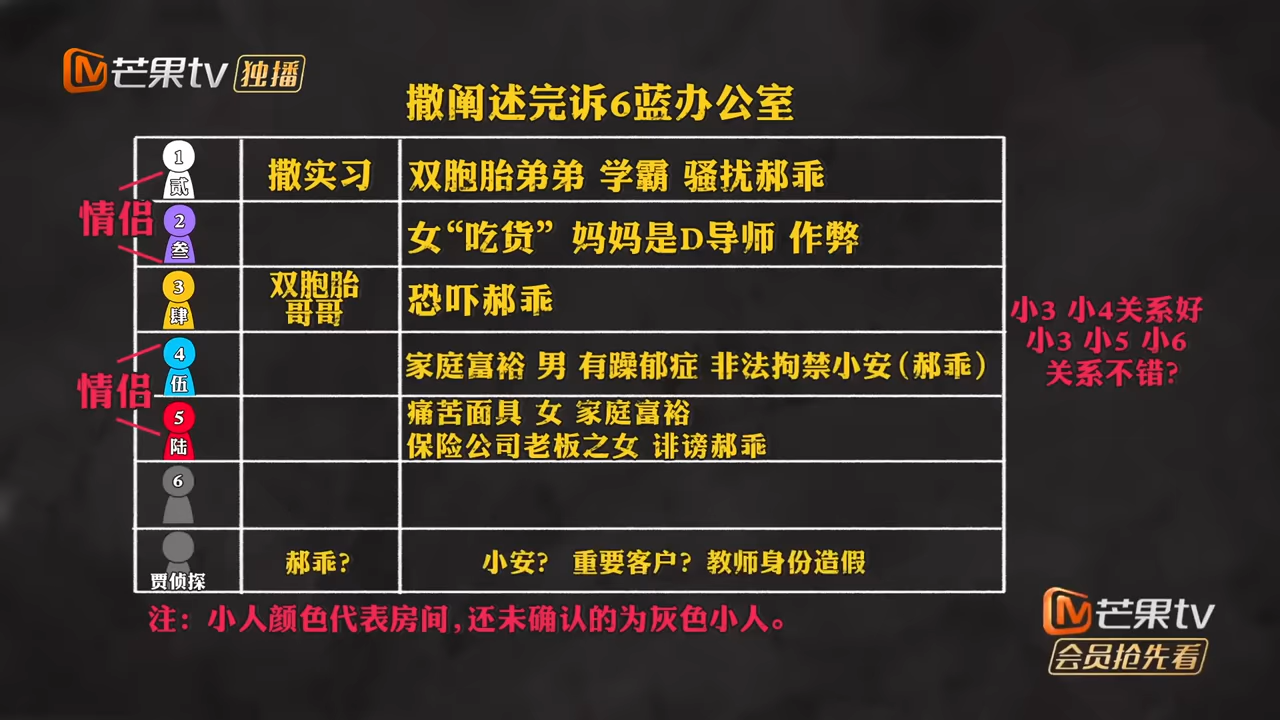 芒果TV 独播
撒阐述完诉6蓝办公室
1 贰 撒实习 双胞胎弟弟 学霸 骚扰郝乖
情侣
2 叁 女“吃货” 妈妈是D导师 作弊
3 肆 双胞胎哥哥 恐吓郝乖
小3 小4关系好
小3 小5 小6
关系不错?
4 伍 家庭富裕 男 有躁郁症 非法拘禁小安(郝乖)
情侣
5 陆 痛苦面具 女 家庭富裕
保险公司老板之女 诽谤郝乖
6
贾侦探 郝乖? 小安? 重要客户? 教师身份造假
注: 小人颜色代表房间,还未确认的为灰色小人。
芒果TV
会员抢先看